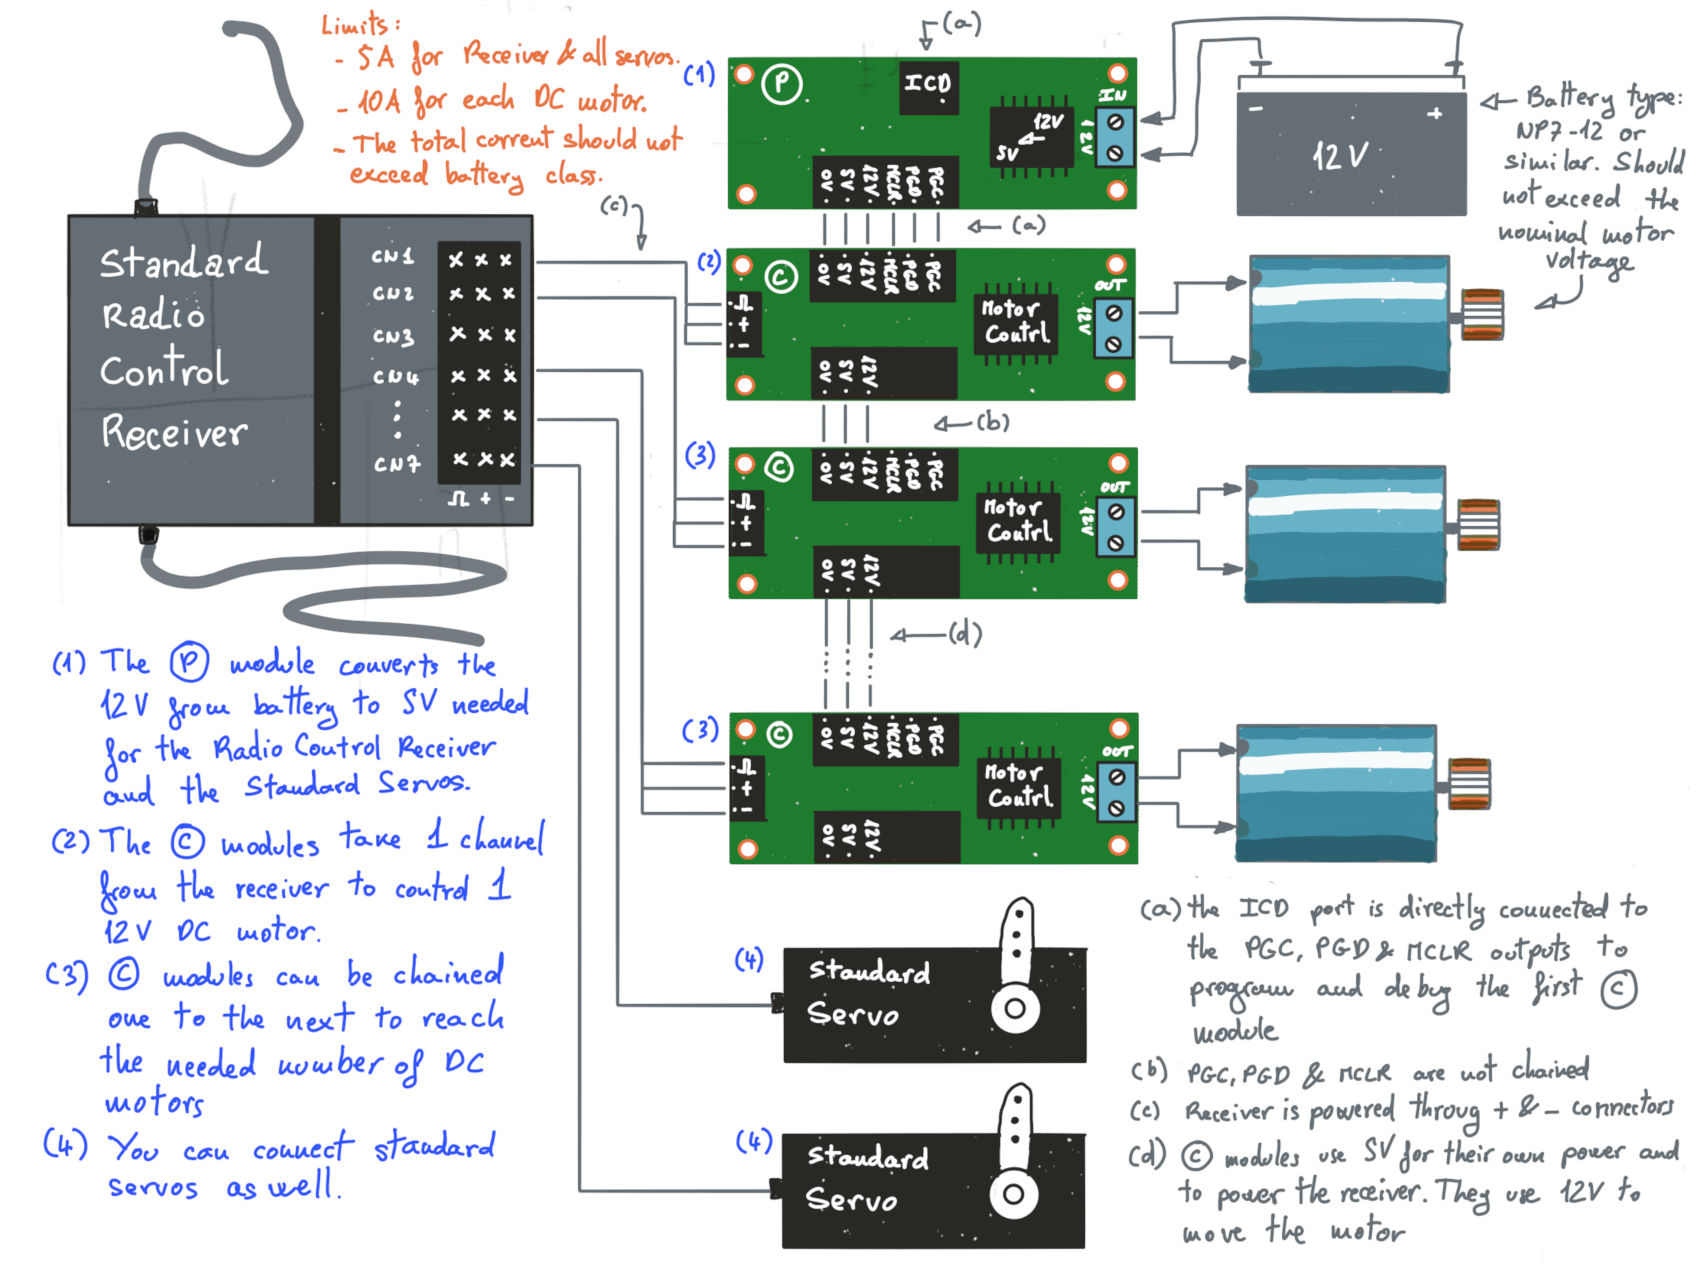 Limits:
- 5A for Receiver & all servos.
- 10A for each DC motor.
- The total corrent should not
exceed battery class.
Standard
Radio
Control
Receiver
CN1
CN2
CN3
CN4
CN7
+ -
(c)
(a)
(1)
P
ICD
12V
5V
IN
12V
0V
5V
12V
MCLR
PGD
PGC
(a)
- +
12V
Battery type:
NP7-12 or
similar. Should
not exceed the
nominal motor
voltage
(2)
C
0V
5V
12V
MCLR
PGD
PGC
+
-
Motor
Contrl.
OUT
12V
0V
5V
12V
(b)
(3)
C
0V
5V
12V
MCLR
PGD
PGC
+
-
Motor
Contrl.
OUT
12V
0V
5V
12V
(d)
(3)
C
0V
5V
12V
MCLR
PGD
PGC
+
-
Motor
Contrl.
OUT
12V
0V
5V
12V
(4)
Standard
Servo
(4)
Standard
Servo
(1) The P module converts the
12V from battery to 5V needed
for the Radio Control Receiver
and the Standard Servos.
(2) The C modules take 1 channel
from the receiver to control 1
12V DC motor.
(3) C modules can be chained
one to the next to reach
the needed number of DC
motors
(4) You can connect standard
servos as well.
(a) the ICD port is directly connected to
the PGC, PGD & MCLR outputs to
program and debug the first C
module
(b) PGC, PGD & MCLR are not chained
(c) Receiver is powered throug + & - connectors
(d) C modules use 5V for their own power and
to power the receiver. They use 12V to
move the motor